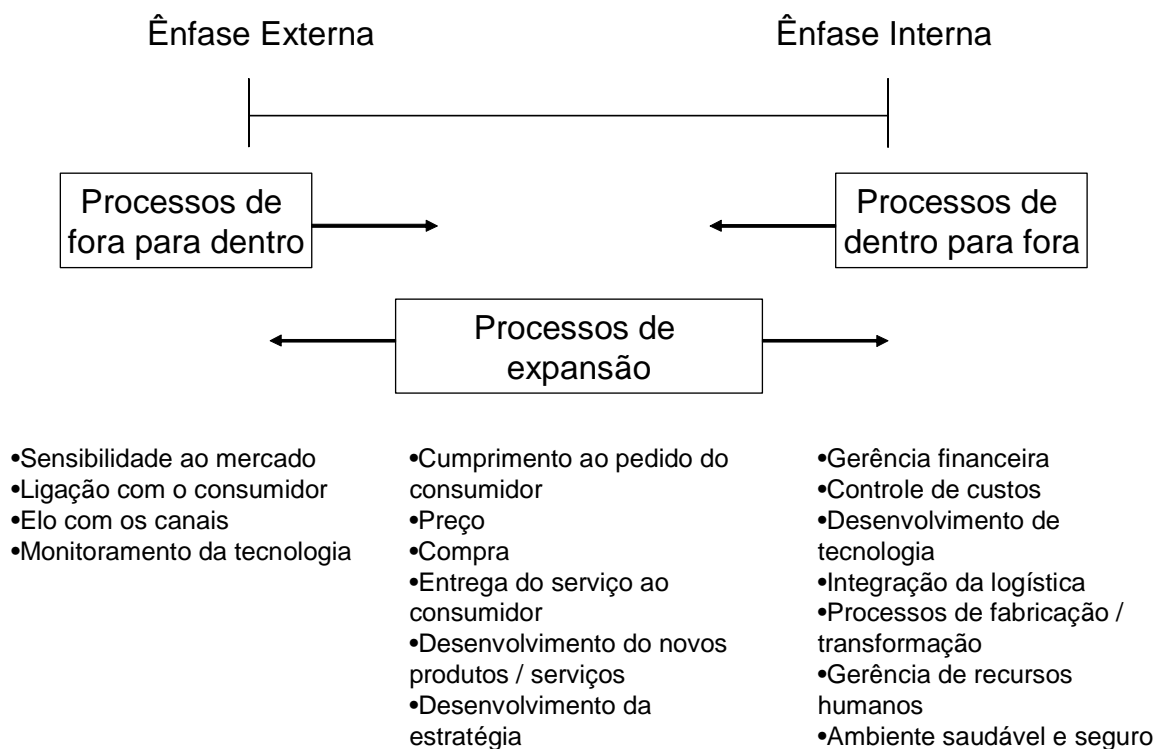 Ênfase Externa
Ênfase Interna
Processos de
fora para dentro
Processos de
dentro para fora
Processos de
expansão
•Sensibilidade ao mercado
•Ligação com o consumidor
•Elo com os canais
•Monitoramento da tecnologia
•Cumprimento ao pedido do
consumidor
•Preço
•Compra
•Entrega do serviço ao
consumidor
•Desenvolvimento do novos
produtos / serviços
•Desenvolvimento da
estratégia
•Gerência financeira
•Controle de custos
•Desenvolvimento de
tecnologia
•Integração da logística
•Processos de fabricação /
transformação
•Gerência de recursos
humanos
•Ambiente saudável e seguro